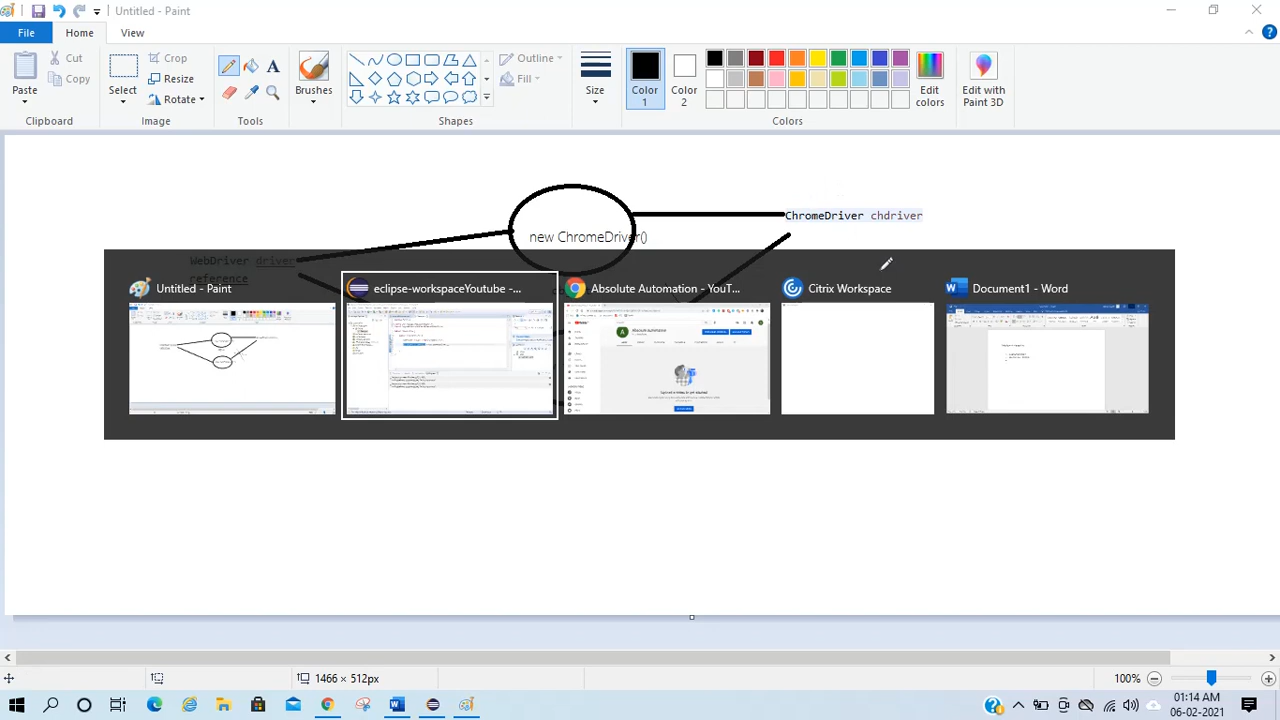 Untitled - Paint
File Home View
Paste
Cut
Copy
Clipboard
Select
Crop
Resize
Rotate
Image
A
Tools
Brushes
Outline
Fill
Shapes
Size
Color 1
Color 2
Edit colors
Edit with Paint 3D
Colors
new ChromeDriver()
ChromeDriver chdriver
WebDriver driver
reference
Untitled - Paint
eclipse-workspaceYoutube -...
Absolute Automation - YouT...
Citrix Workspace
Document1 - Word
1466 × 512px
100%
01:14 AM
06-02-2021